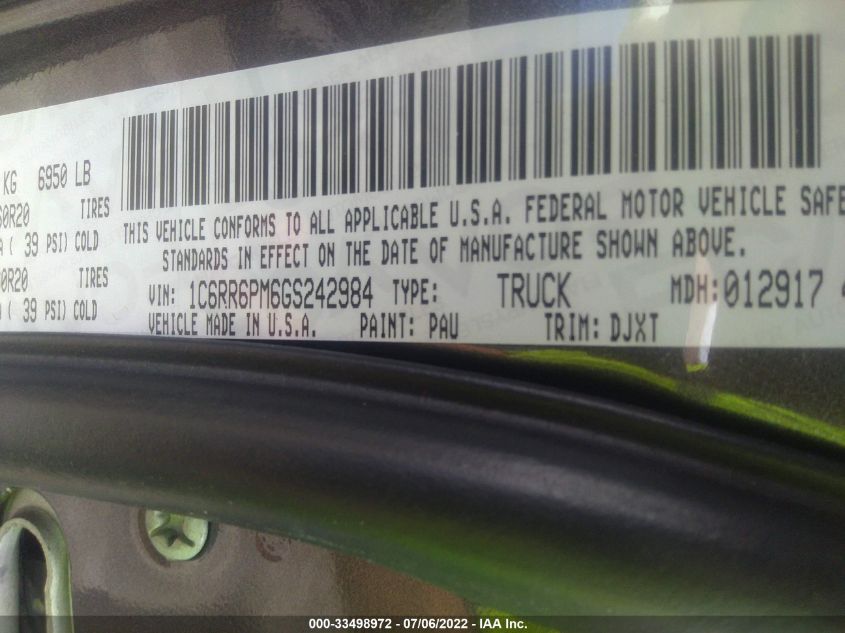 KG 6950 LB
TIRES
( 39 PSI) COLD
TIRES
( 39 PSI) COLD
THIS VEHICLE CONFORMS TO ALL APPLICABLE U.S.A. FEDERAL MOTOR VEHICLE SAFE
STANDARDS IN EFFECT ON THE DATE OF MANUFACTURE SHOWN ABOVE.
VIN: 1C6RR6PM6GS242984 TYPE: TRUCK MDH:012917
VEHICLE MADE IN U.S.A. PAINT: PAU TRIM: DJXT
000-33498972 - 07/06/2022 - IAA Inc.